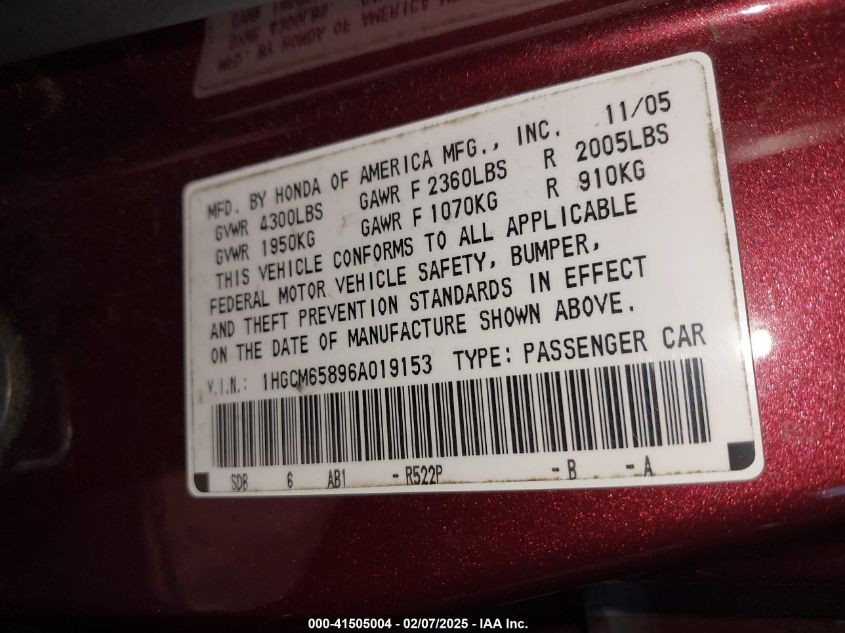 MFD. BY HONDA OF AMERICA MFG., INC. 11/05
GVWR 4300LBS GAWR F 2360LBS R 2005LBS
GVWR 1950KG GAWR F 1070KG R 910KG
THIS VEHICLE CONFORMS TO ALL APPLICABLE
FEDERAL MOTOR VEHICLE SAFETY, BUMPER,
AND THEFT PREVENTION STANDARDS IN EFFECT
ON THE DATE OF MANUFACTURE SHOWN ABOVE.
V.I.N.: 1HGCM65896A019153 TYPE: PASSENGER CAR
SDB 6 AB1 - R522P - B - A
000-41505004 — 02/07/2025 - IAA Inc.